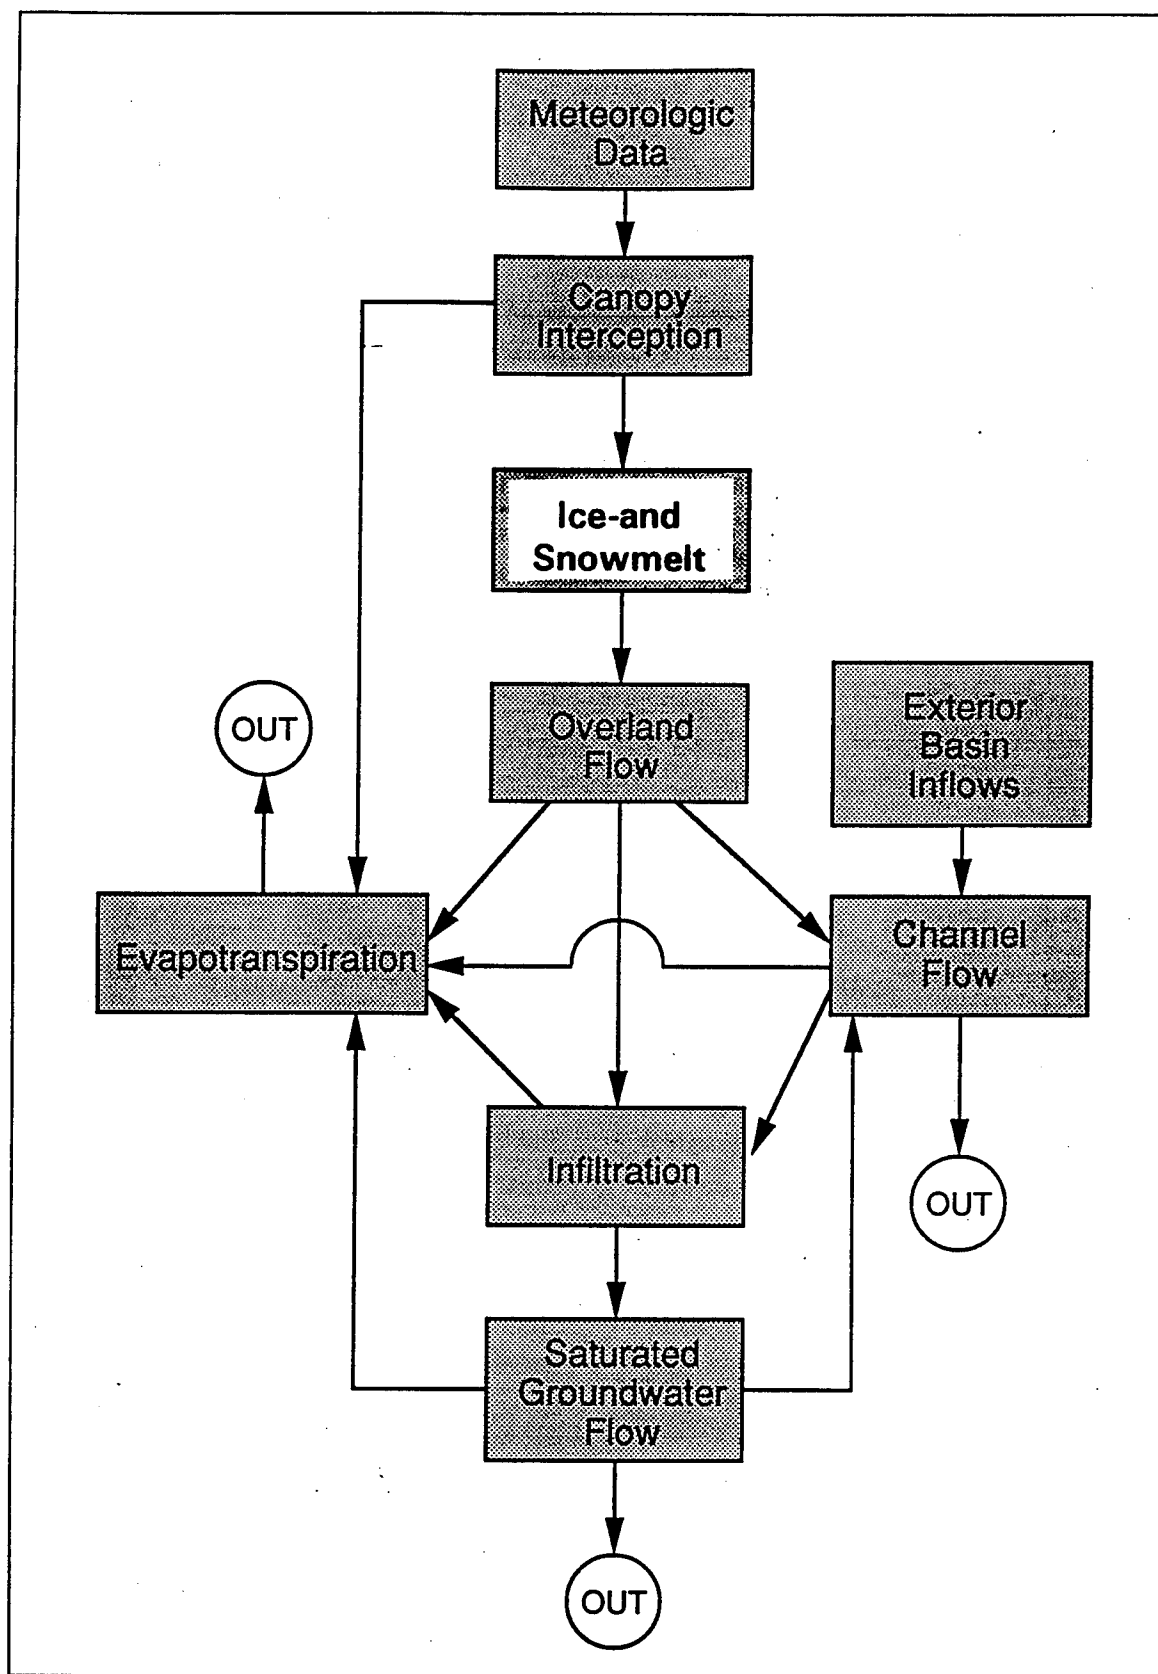 Meteorologic
Data
Canopy
Interception
Ice-and
Snowmelt
Overland
Flow
Exterior
Basin
Inflows
OUT
Evapotranspiration
Channel
Flow
Infiltration
OUT
Saturated
Groundwater
Flow
OUT